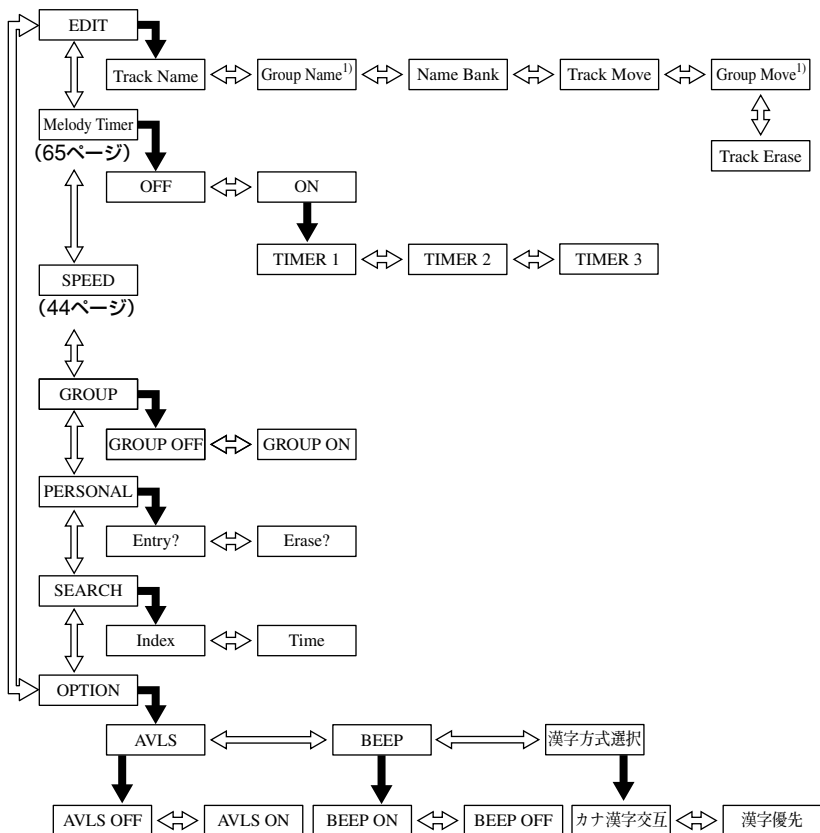 EDIT
Track Name
Group Name1)
Name Bank
Track Move
Group Move1)
Track Erase
Melody Timer
（65ページ）
OFF
ON
TIMER 1
TIMER 2
TIMER 3
SPEED
（44ページ）
GROUP
GROUP OFF
GROUP ON
PERSONAL
Entry?
Erase?
SEARCH
Index
Time
OPTION
AVLS
BEEP
漢字方式選択
AVLS OFF
AVLS ON
BEEP ON
BEEP OFF
カナ漢字交互
漢字優先